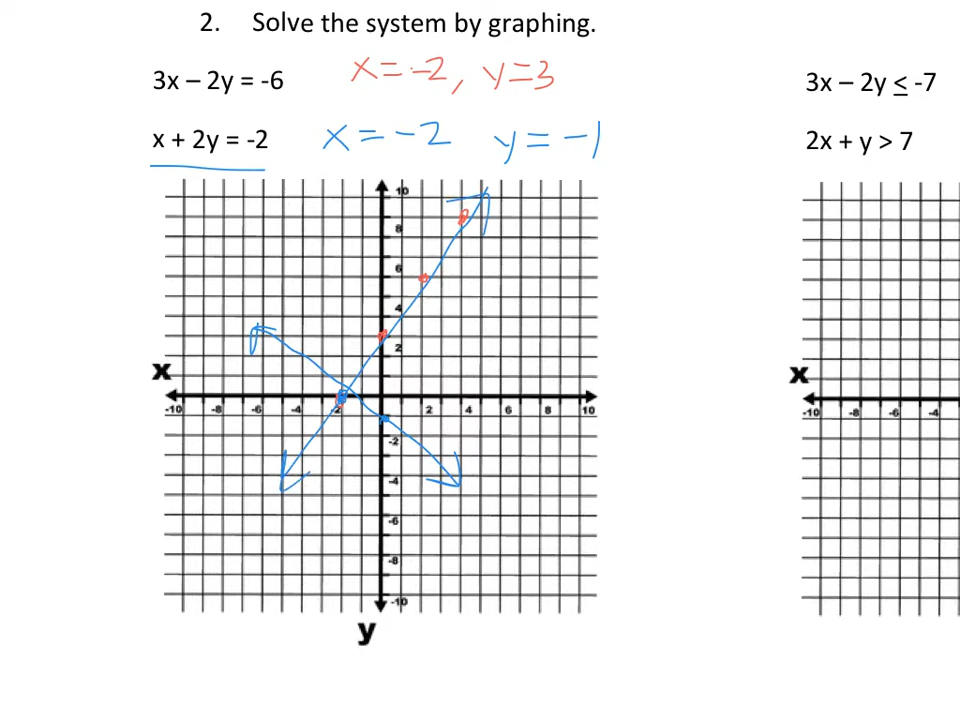 2. Solve the system by graphing.
3x – 2y = -6 x = -2, y = 3
3x – 2y ≤ -7
x + 2y = -2 x = -2 y = -1
2x + y > 7
10
8
6
4
2
x
-10 -8 -6 -4 -2 2 4 6 8 10
-2
-4
-6
-8
-10
y
x
-10 -8 -6 -4